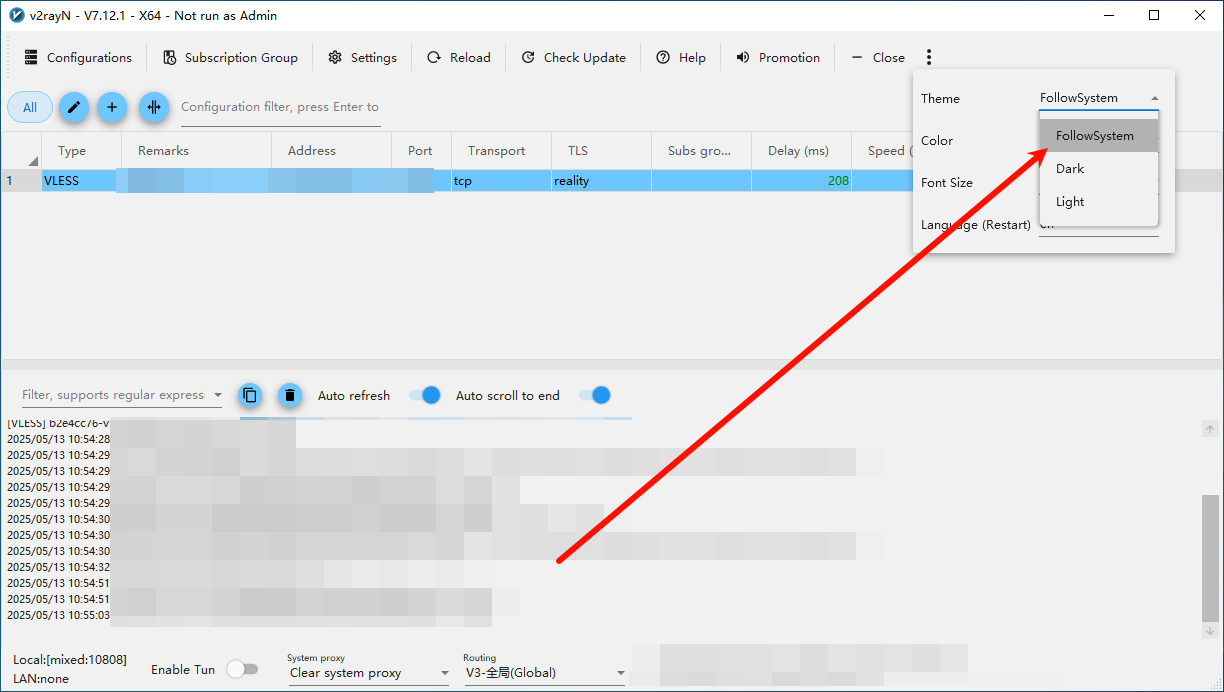 v2rayN - V7.12.1 - X64 - Not run as Admin
Configurations Subscription Group Settings Reload Check Update Help Promotion Close
Theme FollowSystem
All Configuration filter, press Enter to
FollowSystem
Color
Dark
Light
Type Remarks Address Port Transport TLS Subs gro... Delay (ms) Speed (
1 VLESS tcp reality 208
Font Size
Language (Restart)
Filter, supports regular express Auto refresh Auto scroll to end
[VLESS] b2e4cc76-v
2025/05/13 10:54:28
2025/05/13 10:54:29
2025/05/13 10:54:29
2025/05/13 10:54:29
2025/05/13 10:54:29
2025/05/13 10:54:30
2025/05/13 10:54:30
2025/05/13 10:54:30
2025/05/13 10:54:32
2025/05/13 10:54:51
2025/05/13 10:54:51
2025/05/13 10:55:03
Local:[mixed:10808]
LAN:none
Enable Tun
System proxy
Clear system proxy
Routing
V3-全局(Global)